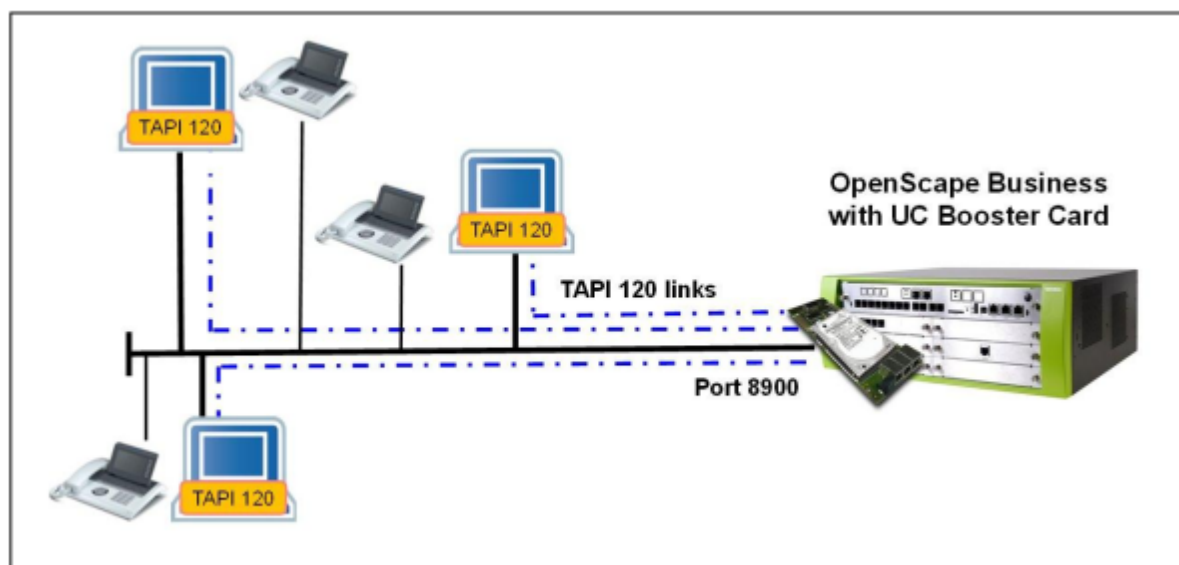 TAPI 120
TAPI 120
OpenScape Business
with UC Booster Card
TAPI 120 links
Port 8900
TAPI 120